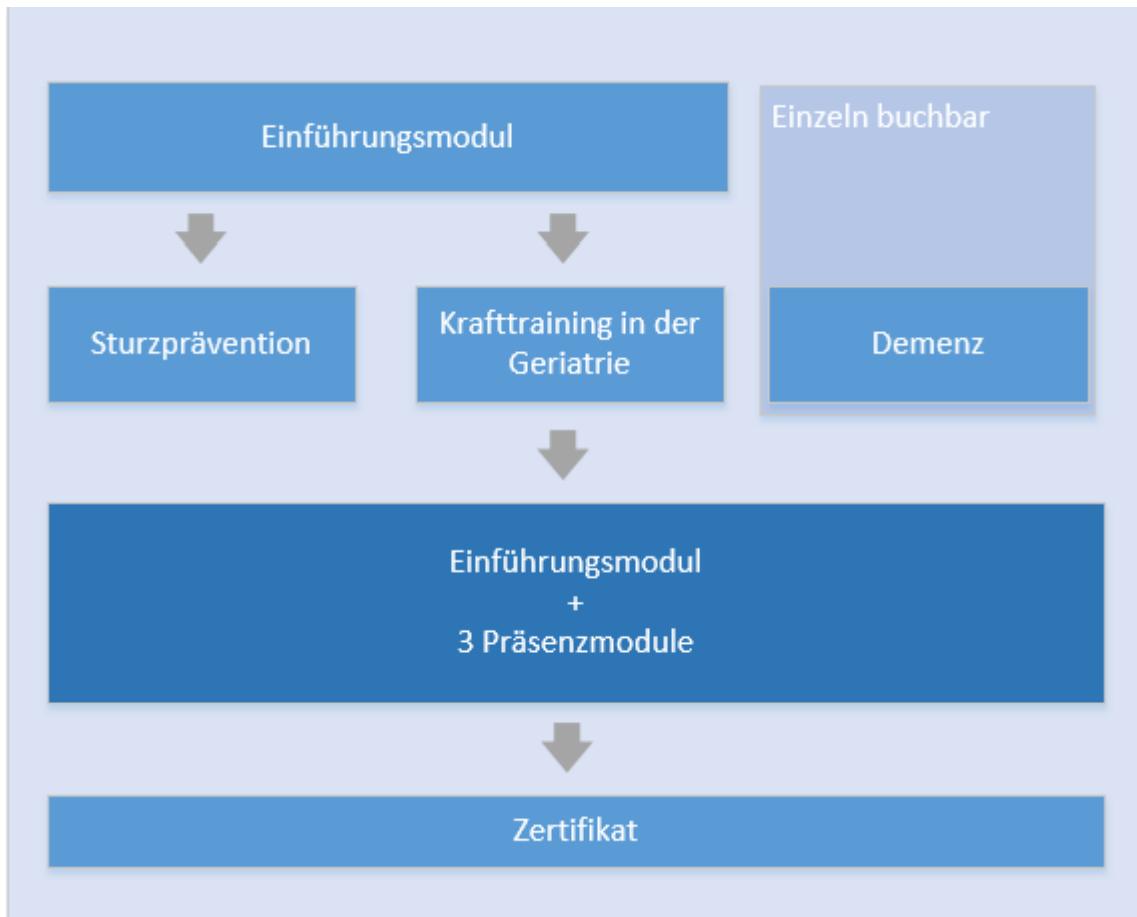 Einführungsmodul
Einzeln buchbar
Sturzprävention
Krafttraining in der
Geriatrie
Demenz
Einführungsmodul
+
3 Präsenzmodule
Zertifikat